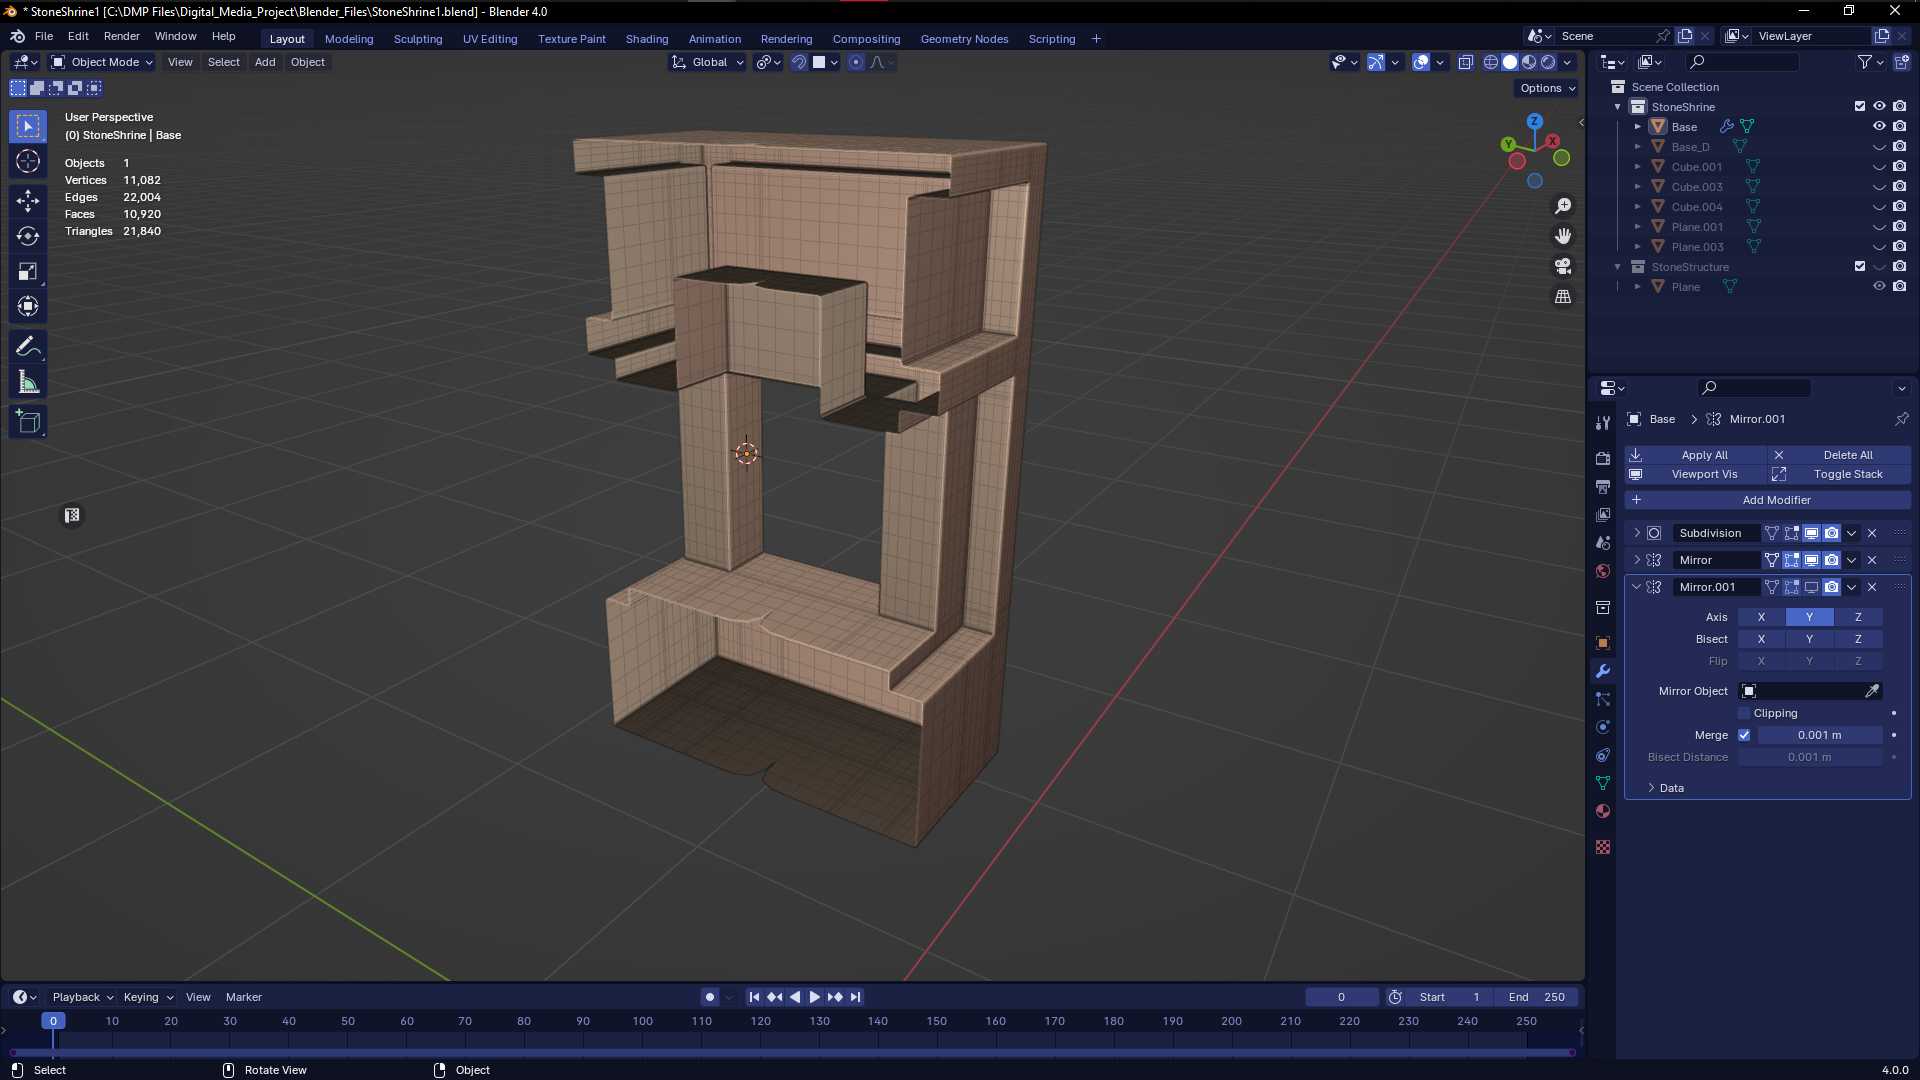 * StoneShrine1 [C:\DMP Files\Digital_Media_Project\Blender_Files\StoneShrine1.blend] - Blender 4.0
File Edit Render Window Help Layout Modeling Sculpting UV Editing Texture Paint Shading Animation Rendering Compositing Geometry Nodes Scripting + Scene ViewLayer
Object Mode View Select Add Object Global
Options
User Perspective
(0) StoneShrine | Base
Objects 1
Vertices 11,082
Edges 22,004
Faces 10,920
Triangles 21,840
Z
Y
X
Scene Collection
StoneShrine
Base
Base_D
Cube.001
Cube.003
Cube.004
Plane.001
Plane.003
StoneStructure
Plane
Base > Mirror.001
Apply All Delete All
Viewport Vis Toggle Stack
Add Modifier
Subdivision
Mirror
Mirror.001
Axis X Y Z
Bisect X Y Z
Flip X Y Z
Mirror Object
Clipping
Merge 0.001 m
Bisect Distance 0.001 m
Data
Playback Keying View Marker 0 Start 1 End 250
0 10 20 30 40 50 60 70 80 90 100 110 120 130 140 150 160 170 180 190 200 210 220 230 240 250
Select Rotate View Object 4.0.0